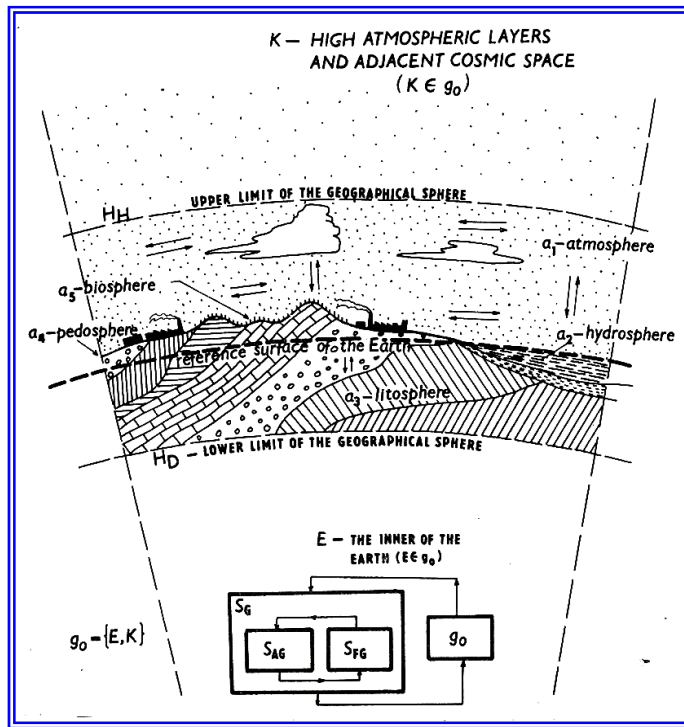 K — HIGH ATMOSPHERIC LAYERS
AND ADJACENT COSMIC SPACE
(K ∈ g₀)
UPPER LIMIT OF THE GEOGRAPHICAL SPHERE
H_H
a₁-atmosphere
a₅-biosphere
a₄-pedosphere
a₂-hydrosphere
reference surface of the Earth
a₃-litosphere
H_D — LOWER LIMIT OF THE GEOGRAPHICAL SPHERE
E — THE INNER OF THE
EARTH (E ∈ g₀)
S_G
g₀ = {E, K}
S_AG
S_FG
g₀